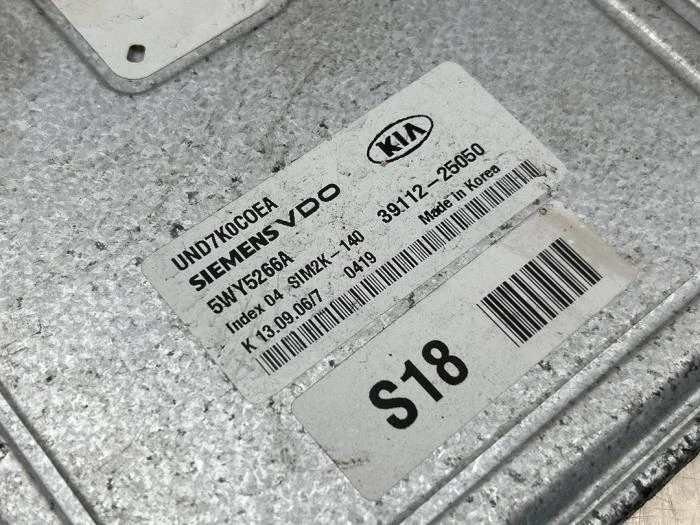 UND7K0C0EA
KIA
SIEMENS VDO
5WY5266A
39112-25050
Index 04 SIM2K-140
Made in Korea
K 13.09.06/7 0419
S18